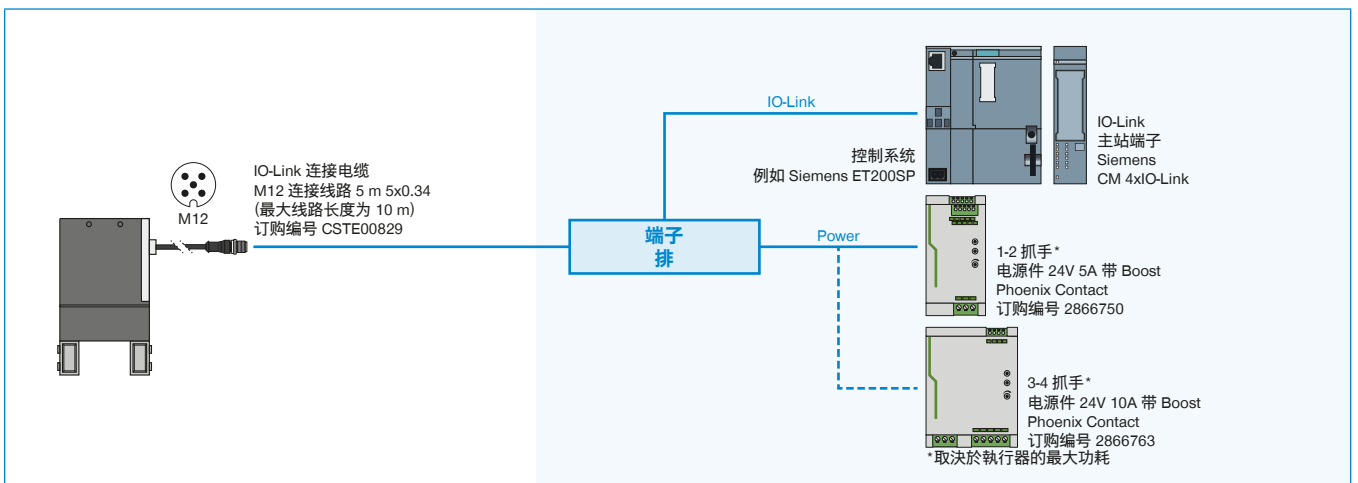 IO-Link
IO-Link
主站端子
Siemens
CM 4xIO-Link
控制系统
例如 Siemens ET200SP
M12
IO-Link 连接电缆
M12 连接线路 5 m 5x0.34
(最大线路长度为 10 m)
订购编号 CSTE00829
端子
排
Power
1-2 抓手*
电源件 24V 5A 带 Boost
Phoenix Contact
订购编号 2866750
3-4 抓手*
电源件 24V 10A 带 Boost
Phoenix Contact
订购编号 2866763
*取決於執行器的最大功耗